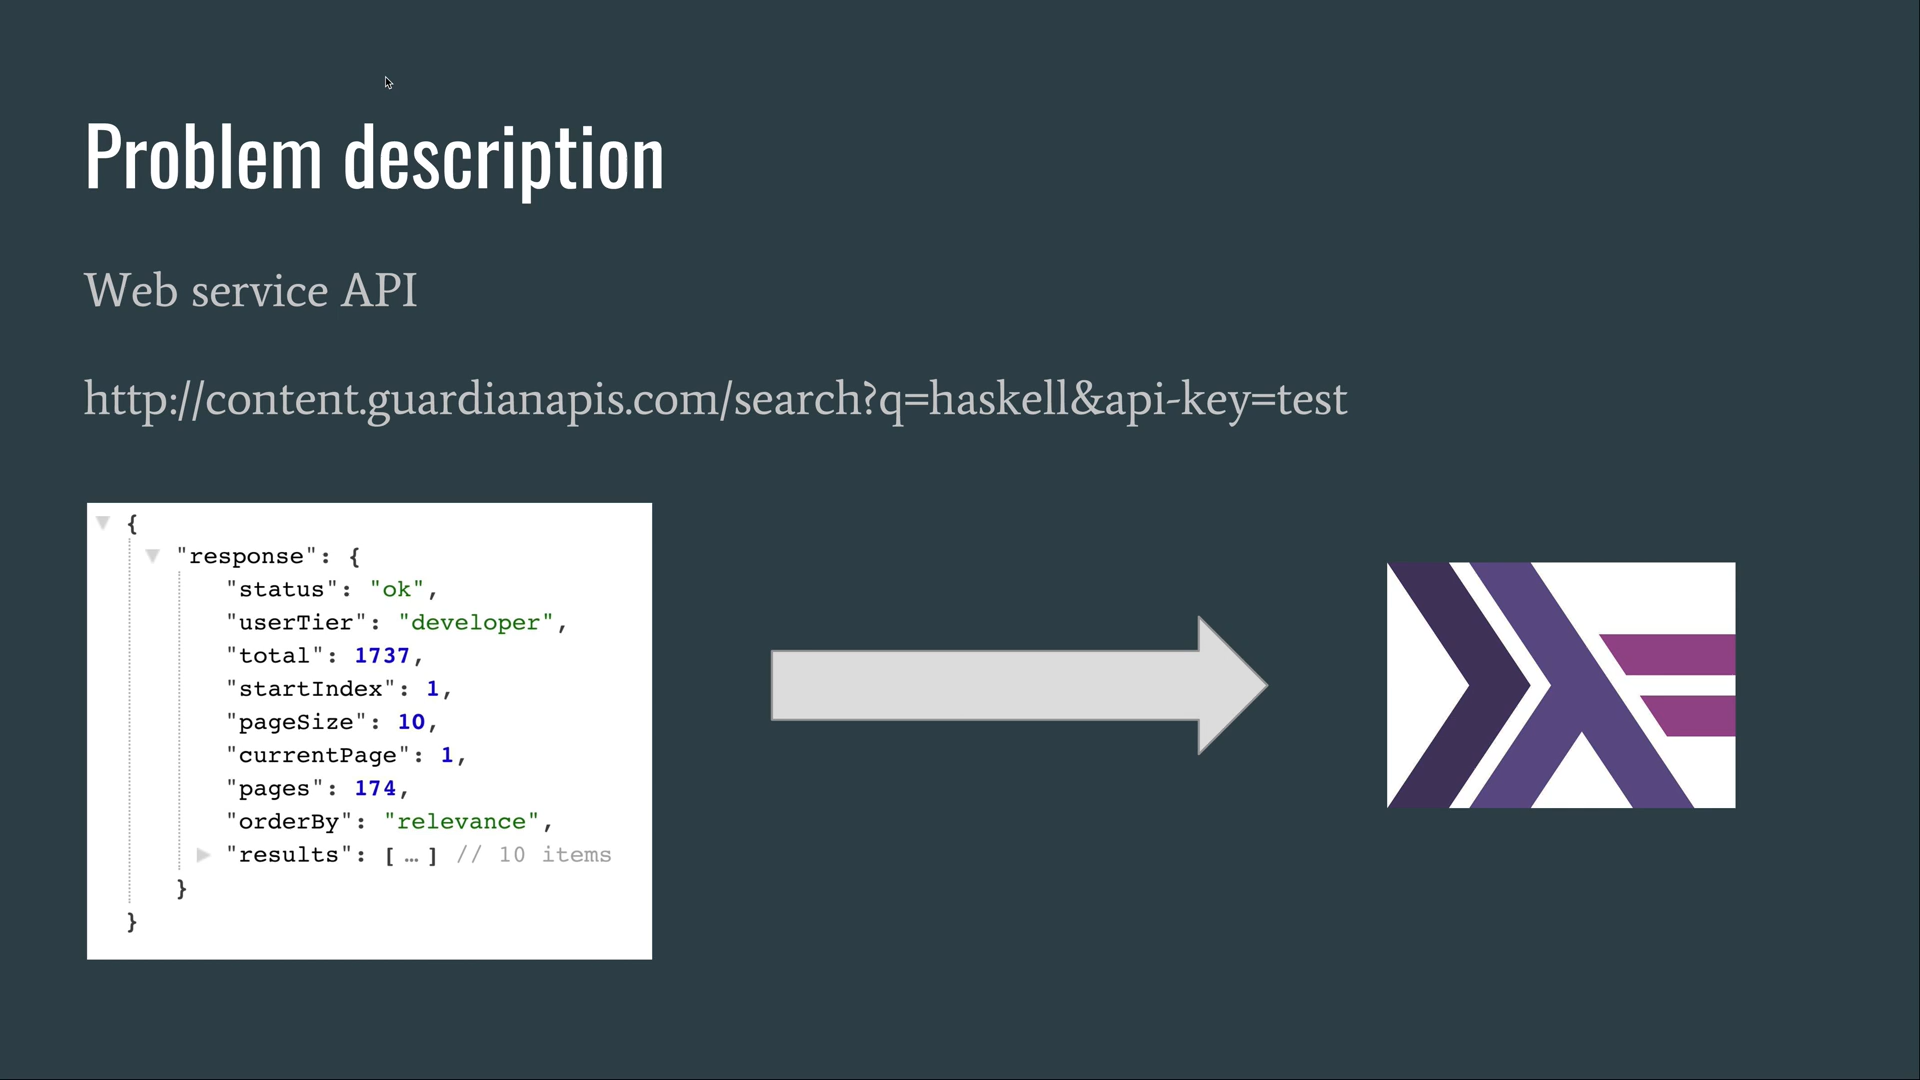 Problem description
Web service API
http://content.guardianapis.com/search?q=haskell&api-key=test
{
"response": {
"status": "ok",
"userTier": "developer",
"total": 1737,
"startIndex": 1,
"pageSize": 10,
"currentPage": 1,
"pages": 174,
"orderBy": "relevance",
"results": [ … ] // 10 items
}
}